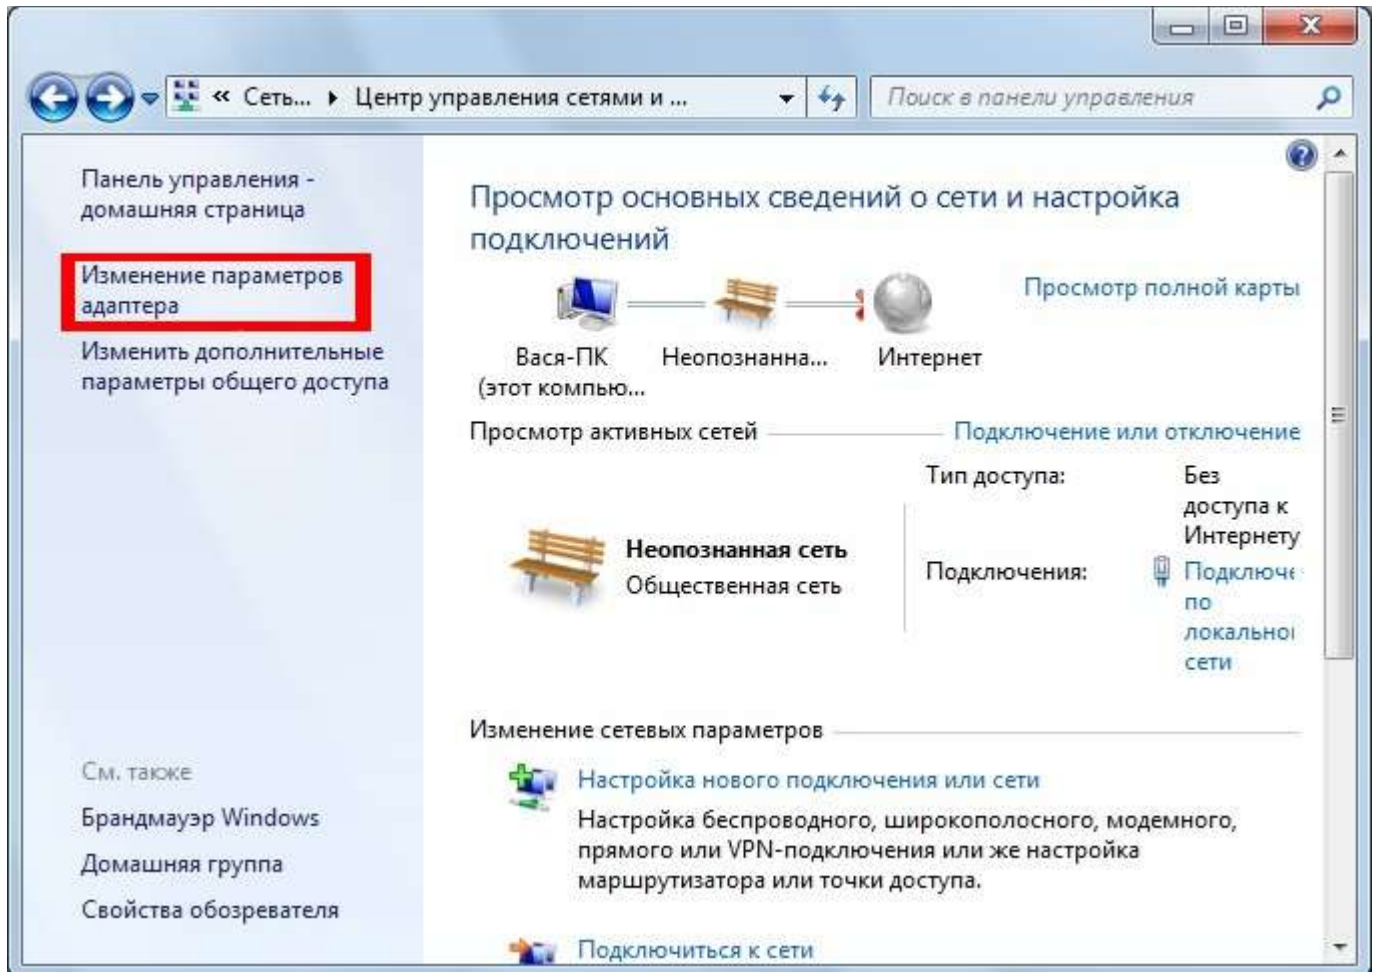 « Сеть... ▸ Центр управления сетями и ...
Поиск в панели управления
Панель управления -
домашняя страница
Изменение параметров
адаптера
Изменить дополнительные
параметры общего доступа
См. также
Брандмауэр Windows
Домашняя группа
Свойства обозревателя
Просмотр основных сведений о сети и настройка
подключений
Просмотр полной карты
Вася-ПК
(этот компью...
Неопознанна...
Интернет
Просмотр активных сетей
Подключение или отключение
Неопознанная сеть
Общественная сеть
Тип доступа:
Без
доступа к
Интернету
Подключения:
Подключе
по
локально
сети
Изменение сетевых параметров
Настройка нового подключения или сети
Настройка беспроводного, широкополосного, модемного,
прямого или VPN-подключения или же настройка
маршрутизатора или точки доступа.
Подключиться к сети